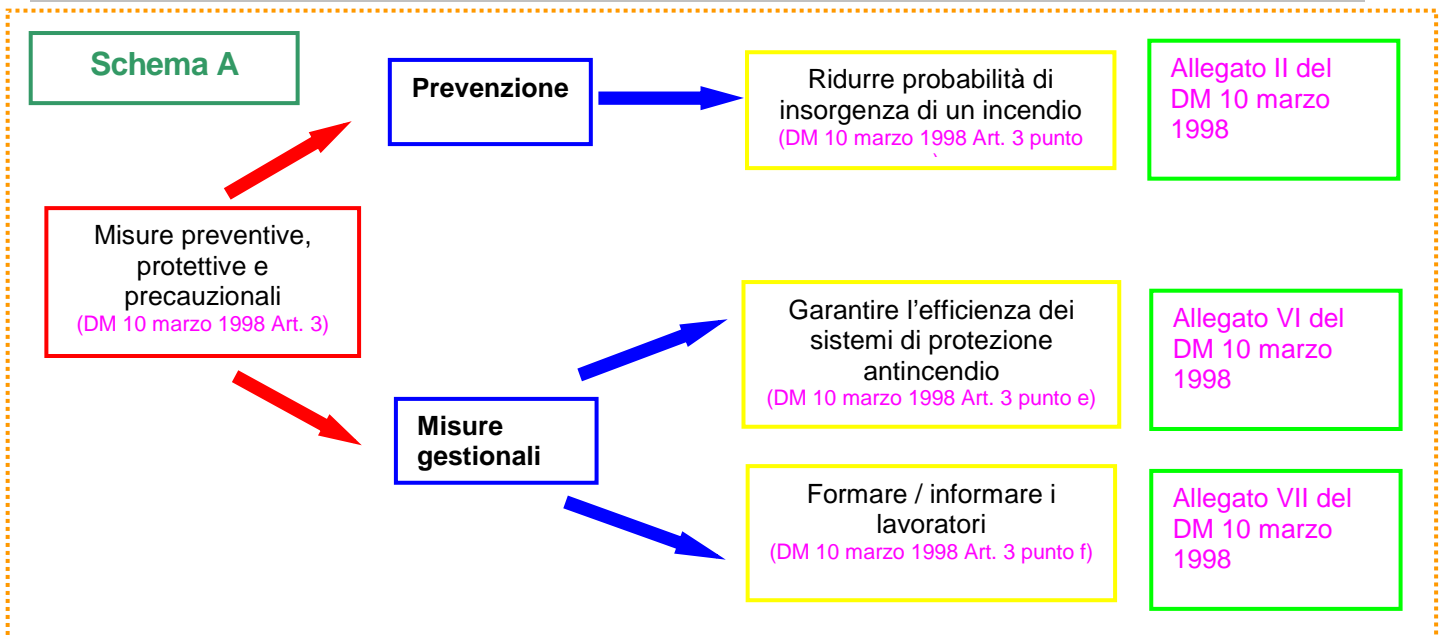 Schema A
Prevenzione
Ridurre probabilità di
insorgenza di un incendio
(DM 10 marzo 1998 Art. 3 punto
Allegato II del
DM 10 marzo
1998
Misure preventive,
protettive e
precauzionali
(DM 10 marzo 1998 Art. 3)
Garantire l’efficienza dei
sistemi di protezione
antincendio
(DM 10 marzo 1998 Art. 3 punto e)
Allegato VI del
DM 10 marzo
1998
Misure
gestionali
Formare / informare i
lavoratori
(DM 10 marzo 1998 Art. 3 punto f)
Allegato VII del
DM 10 marzo
1998